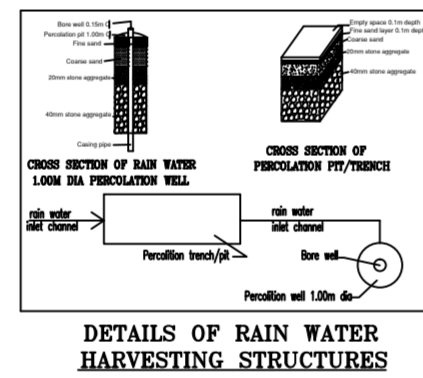 Bore well 0.15m
Percolation pit 1.00m
Fine sand
Coarse sand
20mm stone aggregate
40mm stone aggregate
Casing pipe
CROSS SECTION OF RAIN WATER
1.00M DIA PERCOLATION WELL
Empty space 0.1m depth
Fine sand layer 0.1m dept
Coarse sand
20mm stone aggregate
40mm stone aggregate
CROSS SECTION OF
PERCOLATION PIT/TRENCH
rain water
inlet channel
Percolition trench/pit
rain water
inlet channel
Bore well
Percolition well 1.00m dia
DETAILS OF RAIN WATER
HARVESTING STRUCTURES